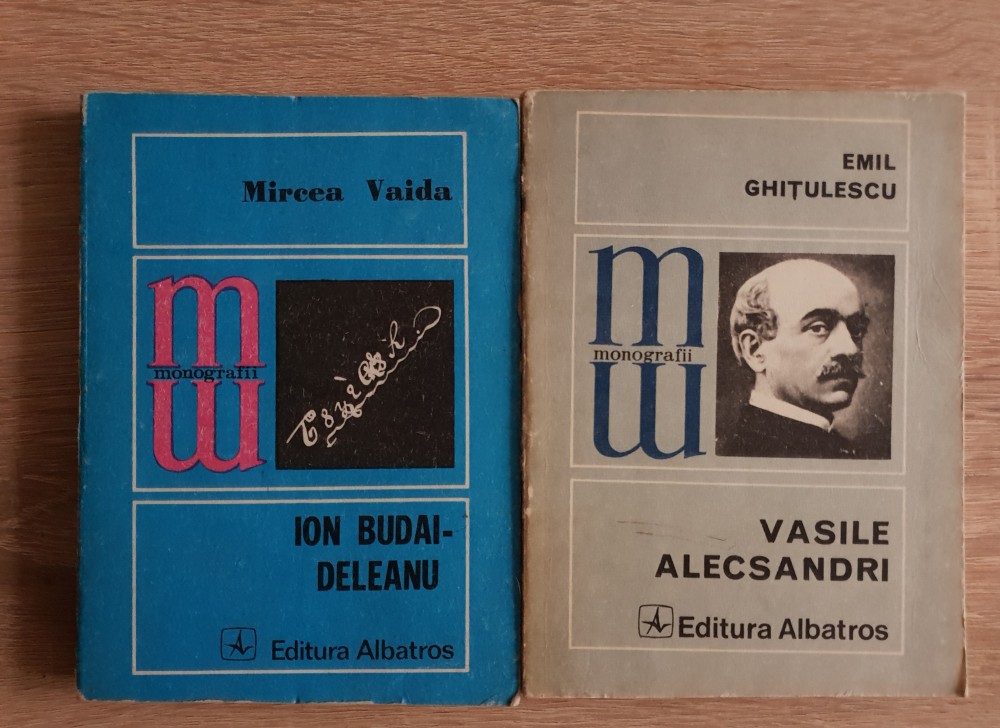 Mircea Vaida
monografii
ION BUDAI-
DELEANU
Editura Albatros
EMIL
GHIȚULESCU
monografii
VASILE
ALECSANDRI
Editura Albatros